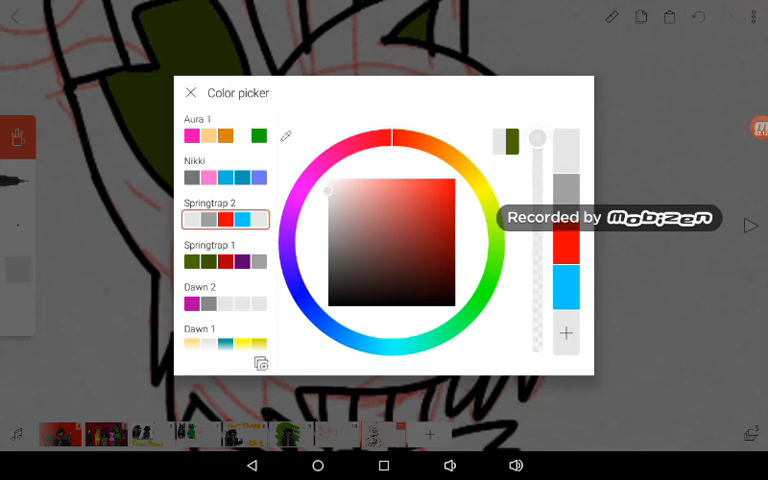 Color picker
Aura 1
Nikki
Springtrap 2
Recorded by mobizen
Springtrap 1
Dawn 2
Dawn 1